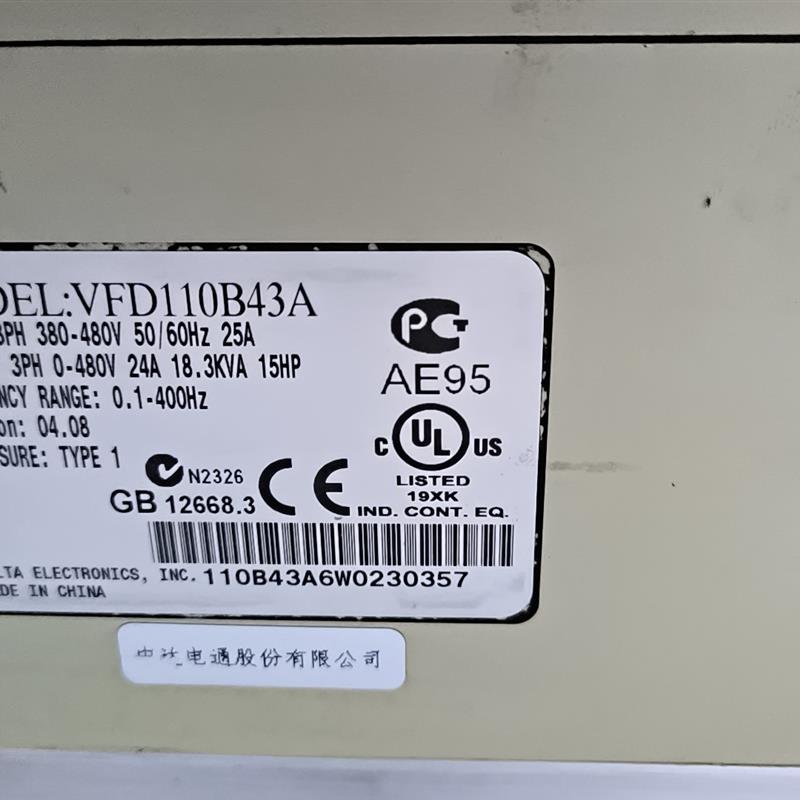 DEL:VFD110B43A
3PH 380-480V 50/60Hz 25A
3PH 0-480V 24A 18.3KVA 15HP
NCY RANGE: 0.1-400Hz
on: 04.08
SURE: TYPE 1
PCT
AE95
C UL US
LISTED
19XK
IND. CONT. EQ.
N2326
GB 12668.3 CE
110B43A6W0230357
LTA ELECTRONICS, INC.
DE IN CHINA
电通股份有限公司